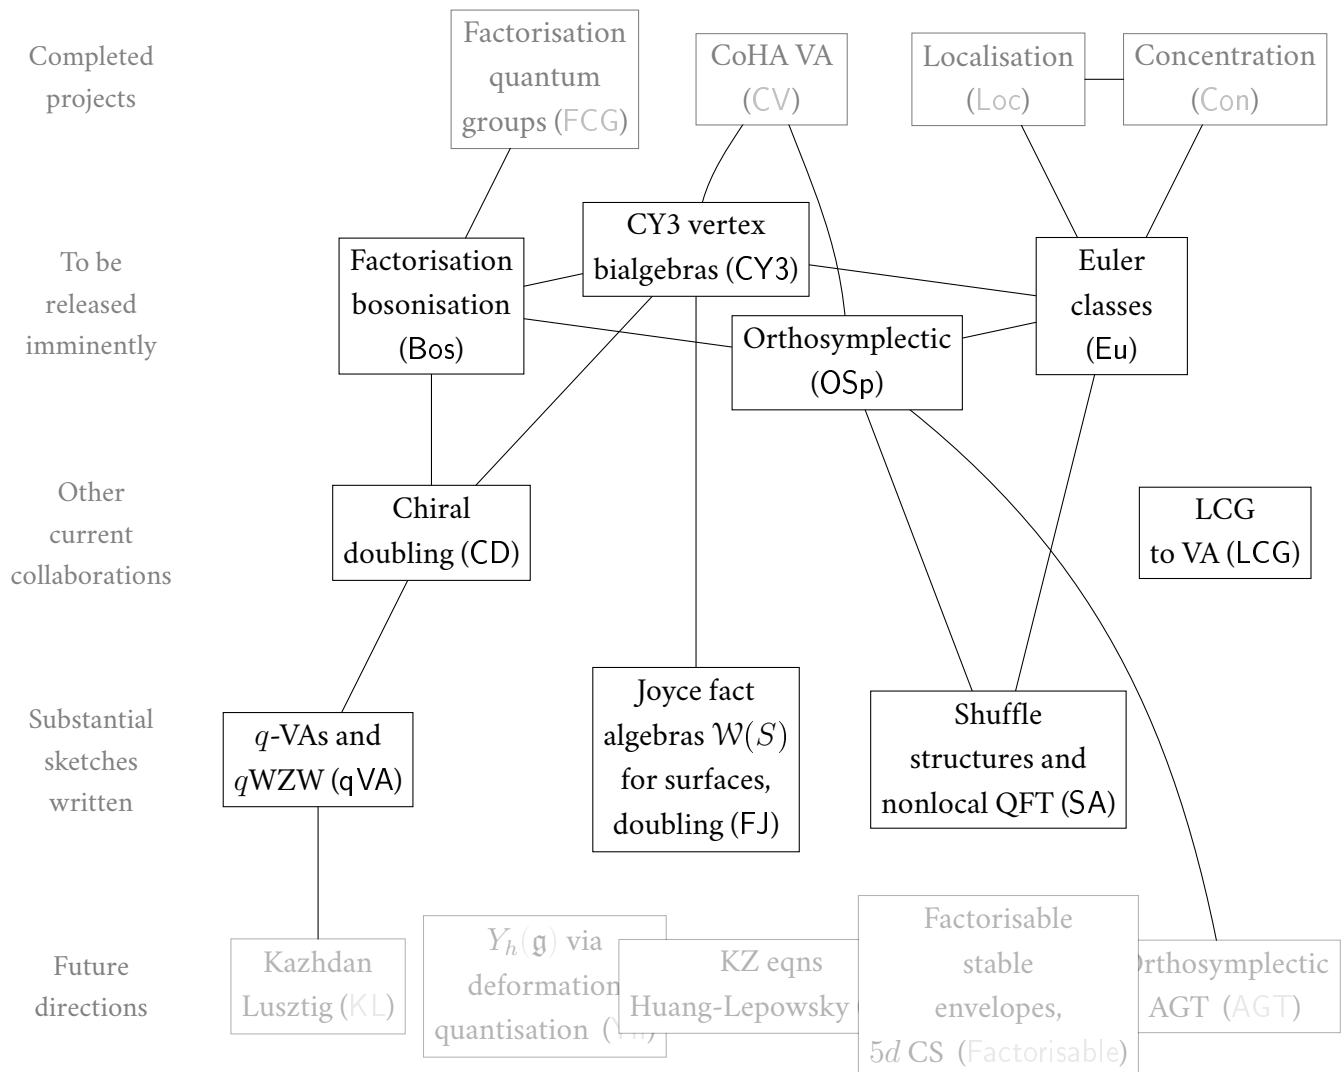 Completed
projects
Factorisation
quantum
groups (FCG)
CoHA VA
(CV)
Localisation
(Loc)
Concentration
(Con)
To be
released
imminently
Factorisation
bosonisation
(Bos)
CY3 vertex
bialgebras (CY3)
Orthosymplectic
(OSp)
Euler
classes
(Eu)
Other
current
collaborations
Chiral
doubling (CD)
LCG
to VA (LCG)
Substantial
sketches
written
q-VAs and
qWZW (qVA)
Joyce fact
algebras 𝒲(S)
for surfaces,
doubling (FJ)
Shuffle
structures and
nonlocal QFT (SA)
Future
directions
Kazhdan
Lusztig (KL)
Yₕ(𝔤) via
deformation
quantisation
KZ eqns
Huang-Lepowsky
Factorisable
stable
envelopes,
5d CS (Factorisable)
rthosymplectic
AGT (AGT)